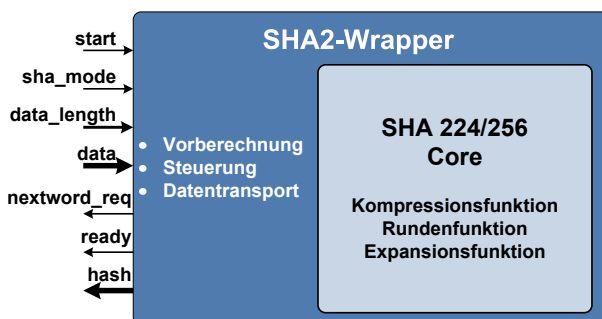 start
sha_mode
data_length
data
nextword_req
ready
hash
SHA2-Wrapper
• Vorberechnung
• Steuerung
• Datentransport
SHA 224/256
Core
Kompressionsfunktion
Rundenfunktion
Expansionsfunktion